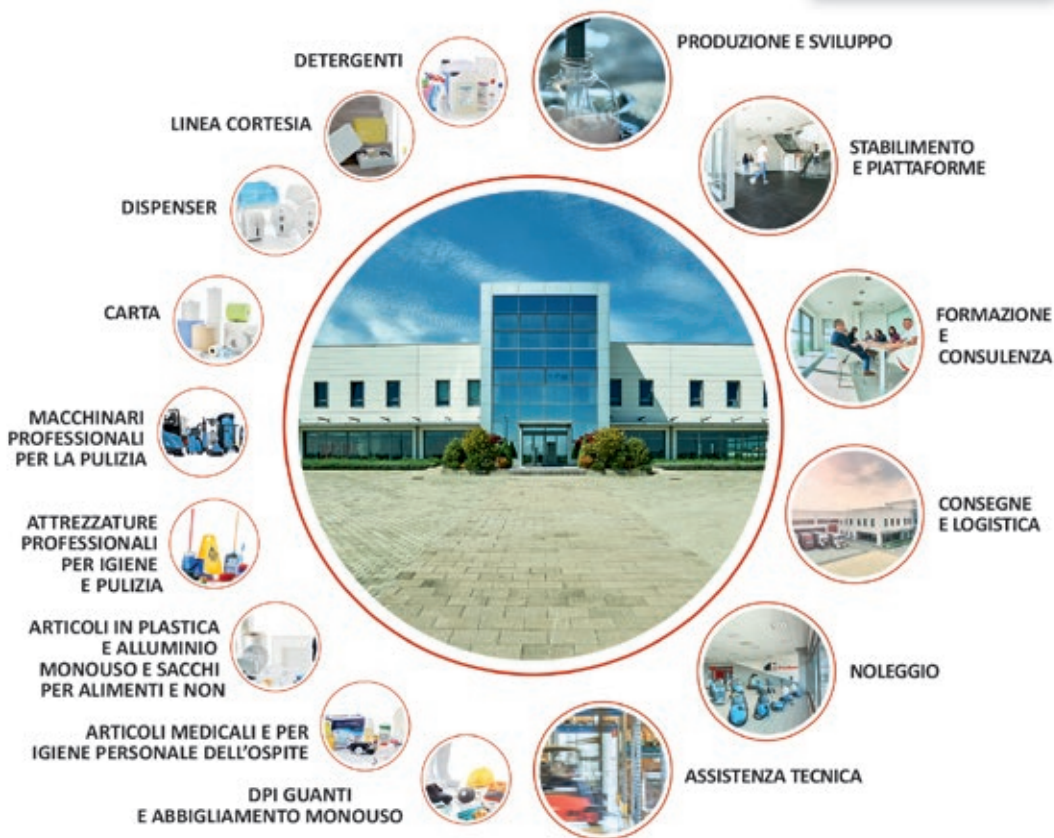 DETERGENTI
LINEA CORTESIA
DISPENSER
CARTA
MACCHINARI
PROFESSIONALI
PER LA PULIZIA
ATTREZZATURE
PROFESSIONALI
PER IGIENE
E PULIZIA
ARTICOLI IN PLASTICA
E ALLUMINIO
MONOUSO E SACCHI
PER ALIMENTI E NON
ARTICOLI MEDICALI E PER
IGIENE PERSONALE DELL'OSPITE
DPI GUANTI
E ABBIGLIAMENTO MONOUSO
PRODUZIONE E SVILUPPO
STABILIMENTO
E PIATTAFORME
FORMAZIONE
E
CONSULENZA
CONSEGNE
E LOGISTICA
NOLEGGIO
ASSISTENZA TECNICA